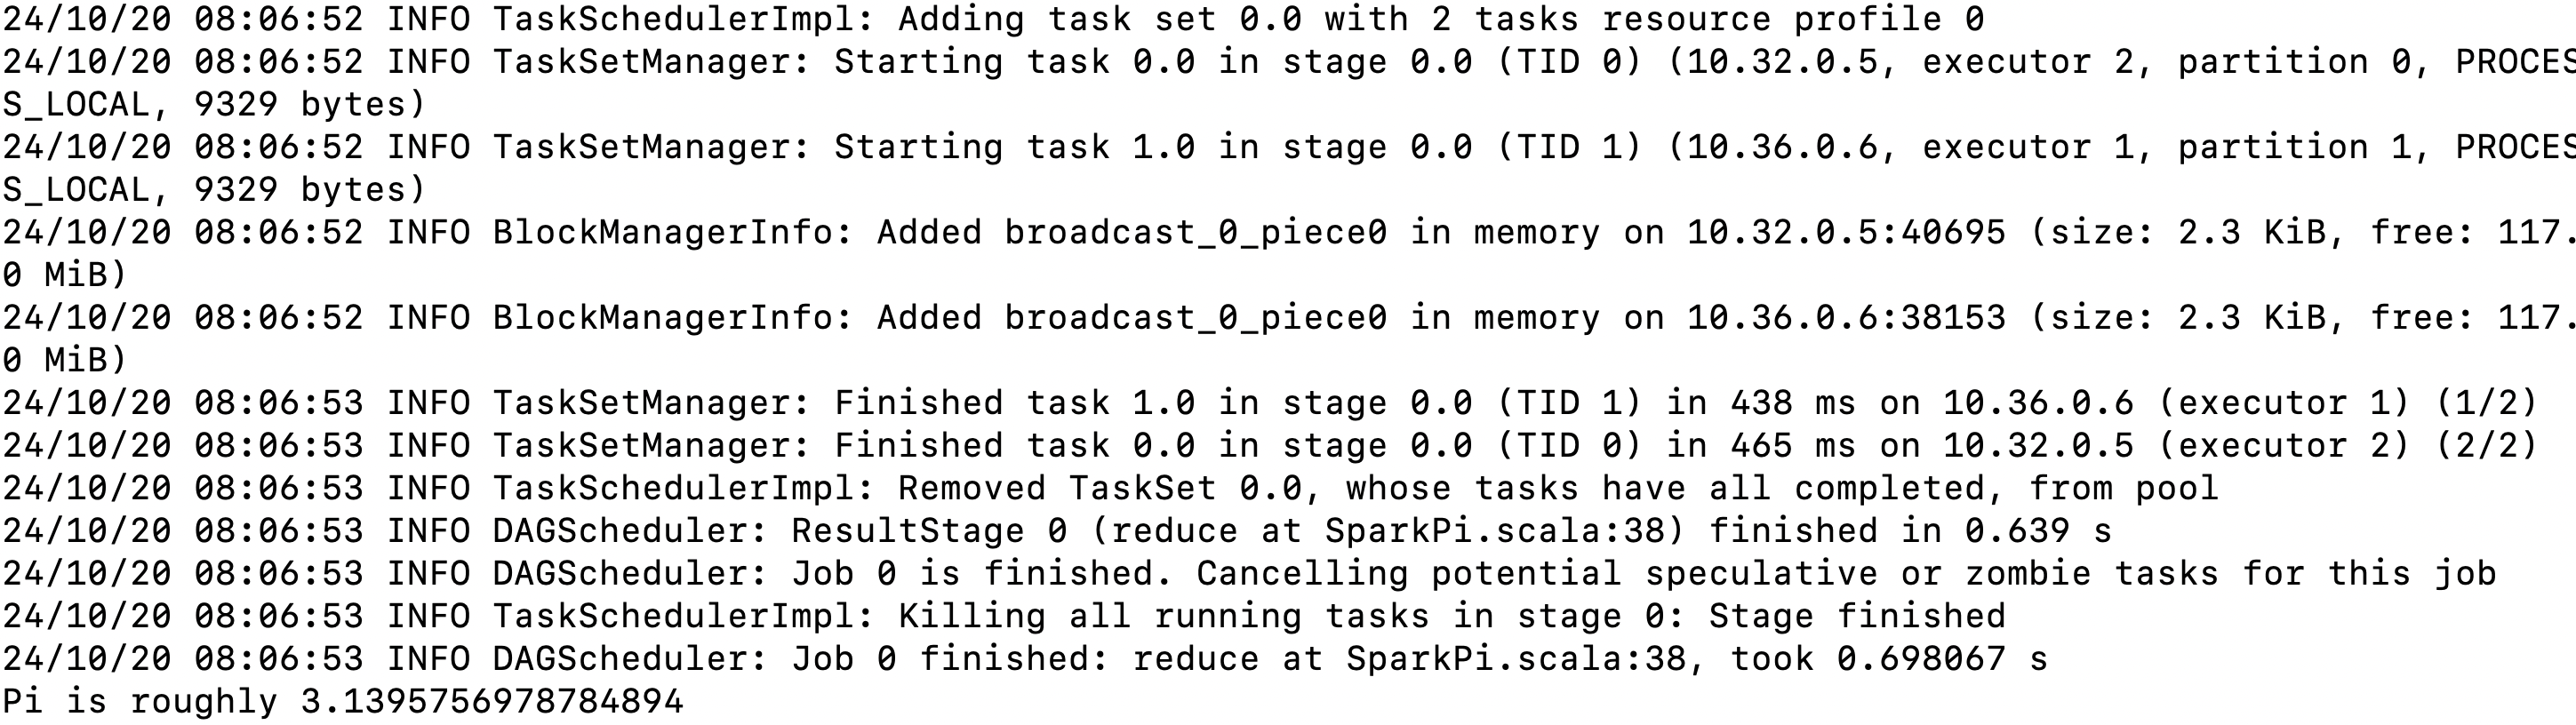 24/10/20 08:06:52 INFO TaskSchedulerImpl: Adding task set 0.0 with 2 tasks resource profile 0
24/10/20 08:06:52 INFO TaskSetManager: Starting task 0.0 in stage 0.0 (TID 0) (10.32.0.5, executor 2, partition 0, PROCES
S_LOCAL, 9329 bytes)
24/10/20 08:06:52 INFO TaskSetManager: Starting task 1.0 in stage 0.0 (TID 1) (10.36.0.6, executor 1, partition 1, PROCES
S_LOCAL, 9329 bytes)
24/10/20 08:06:52 INFO BlockManagerInfo: Added broadcast_0_piece0 in memory on 10.32.0.5:40695 (size: 2.3 KiB, free: 117.
0 MiB)
24/10/20 08:06:52 INFO BlockManagerInfo: Added broadcast_0_piece0 in memory on 10.36.0.6:38153 (size: 2.3 KiB, free: 117.
0 MiB)
24/10/20 08:06:53 INFO TaskSetManager: Finished task 1.0 in stage 0.0 (TID 1) in 438 ms on 10.36.0.6 (executor 1) (1/2)
24/10/20 08:06:53 INFO TaskSetManager: Finished task 0.0 in stage 0.0 (TID 0) in 465 ms on 10.32.0.5 (executor 2) (2/2)
24/10/20 08:06:53 INFO TaskSchedulerImpl: Removed TaskSet 0.0, whose tasks have all completed, from pool
24/10/20 08:06:53 INFO DAGScheduler: ResultStage 0 (reduce at SparkPi.scala:38) finished in 0.639 s
24/10/20 08:06:53 INFO DAGScheduler: Job 0 is finished. Cancelling potential speculative or zombie tasks for this job
24/10/20 08:06:53 INFO TaskSchedulerImpl: Killing all running tasks in stage 0: Stage finished
24/10/20 08:06:53 INFO DAGScheduler: Job 0 finished: reduce at SparkPi.scala:38, took 0.698067 s
Pi is roughly 3.1395756978784894